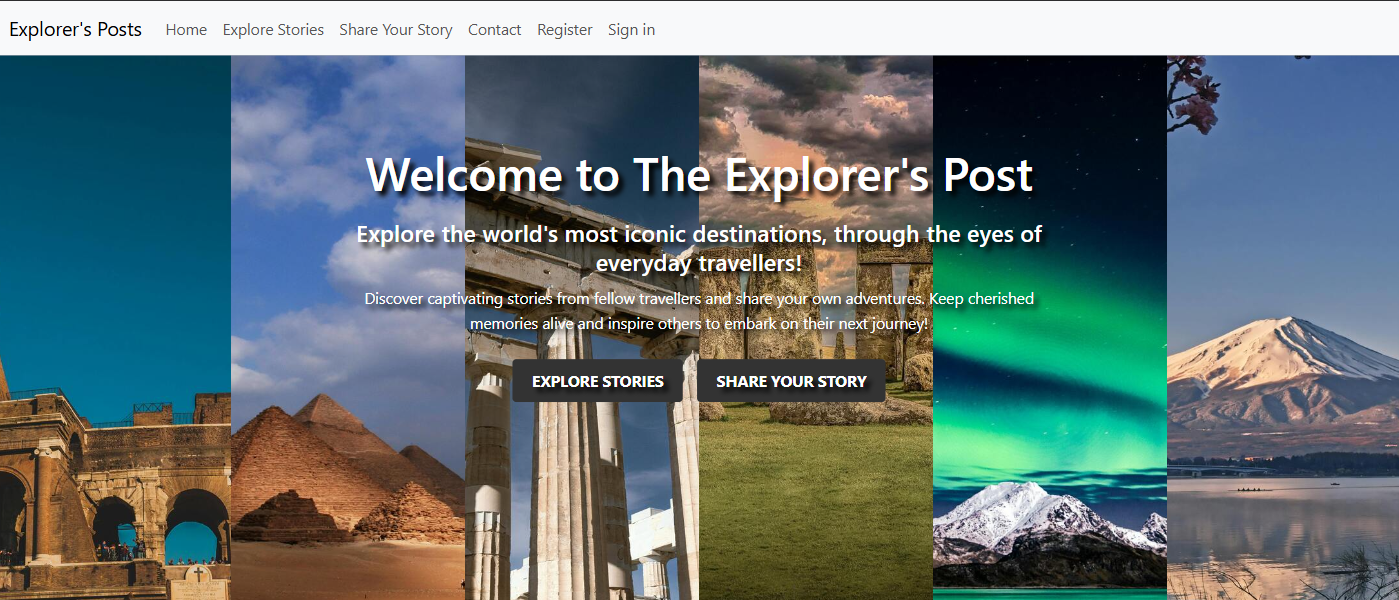 Explorer's Posts Home Explore Stories Share Your Story Contact Register Sign in
Welcome to The Explorer's Post
Explore the world's most iconic destinations, through the eyes of
everyday travellers!
Discover captivating stories from fellow travellers and share your own adventures. Keep cherished
memories alive and inspire others to embark on their next journey!
EXPLORE STORIES SHARE YOUR STORY